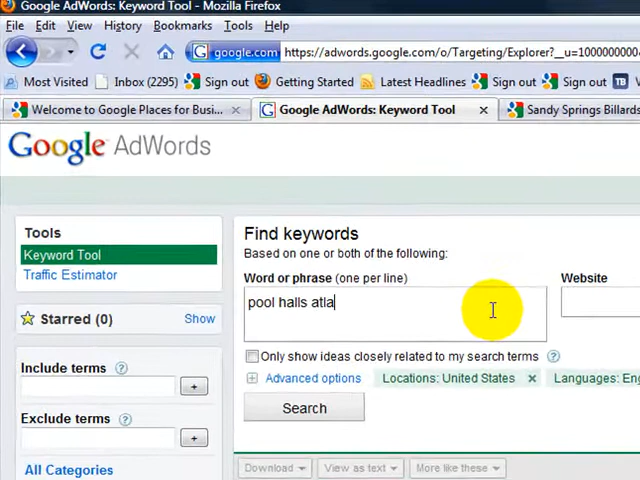 Google AdWords: Keyword Tool - Mozilla Firefox
File Edit View History Bookmarks Tools Help
google.com https://adwords.google.com/o/Targeting/Explorer?__u=1000000004
Most Visited Inbox (2295) Sign out Getting Started Latest Headlines Sign out Sign out TB
Welcome to Google Places for Busi... Google AdWords: Keyword Tool Sandy Springs Billards
Google AdWords
Tools
Keyword Tool
Traffic Estimator
Starred (0) Show
Include terms
+
Exclude terms
+
All Categories
Find keywords
Based on one or both of the following:
Word or phrase (one per line) Website
pool halls atla
Only show ideas closely related to my search terms
Advanced options Locations: United States Languages: Eng
Search
Download View as text More like these